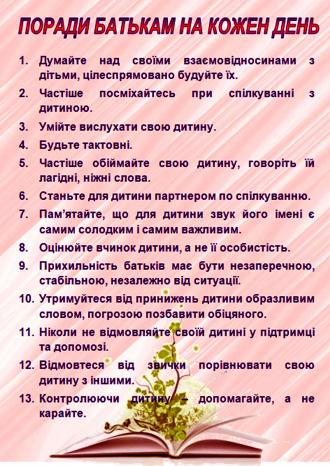 ПОРАДИ БАТЬКАМ НА КОЖЕН ДЕНЬ
1. Думайте над своїми взаємовідносинами з
дітьми, цілеспрямовано будуйте їх.
2. Частіше посміхайтесь при спілкуванні з
дитиною.
3. Умійте вислухати свою дитину.
4. Будьте тактовні.
5. Частіше обіймайте свою дитину, говоріть їй
лагідні, ніжні слова.
6. Станьте для дитини партнером по спілкуванню.
7. Пам'ятайте, що для дитини звук його імені є
самим солодким і самим важливим.
8. Оцінюйте вчинок дитини, а не її особистість.
9. Прихильність батьків має бути незаперечною,
стабільною, незалежно від ситуації.
10. Утримуйтеся від принижень дитини образливим
словом, погрозою позбавити обіцяного.
11. Ніколи не відмовляйте своїй дитині у підтримці
та допомозі.
12. Відмовтеся від звички порівнювати свою
дитину з іншими.
13. Контролюючи дитину – допомагайте, а не
карайте.